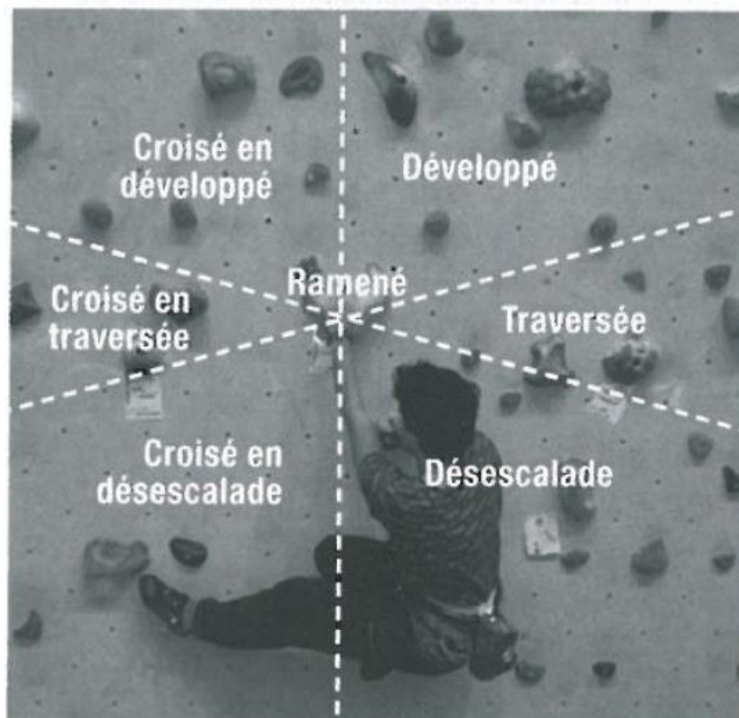 Croisé en
développé
Développé
Ramené
Croisé en
traversée
Traversée
Croisé en
désescalade
Désescalade